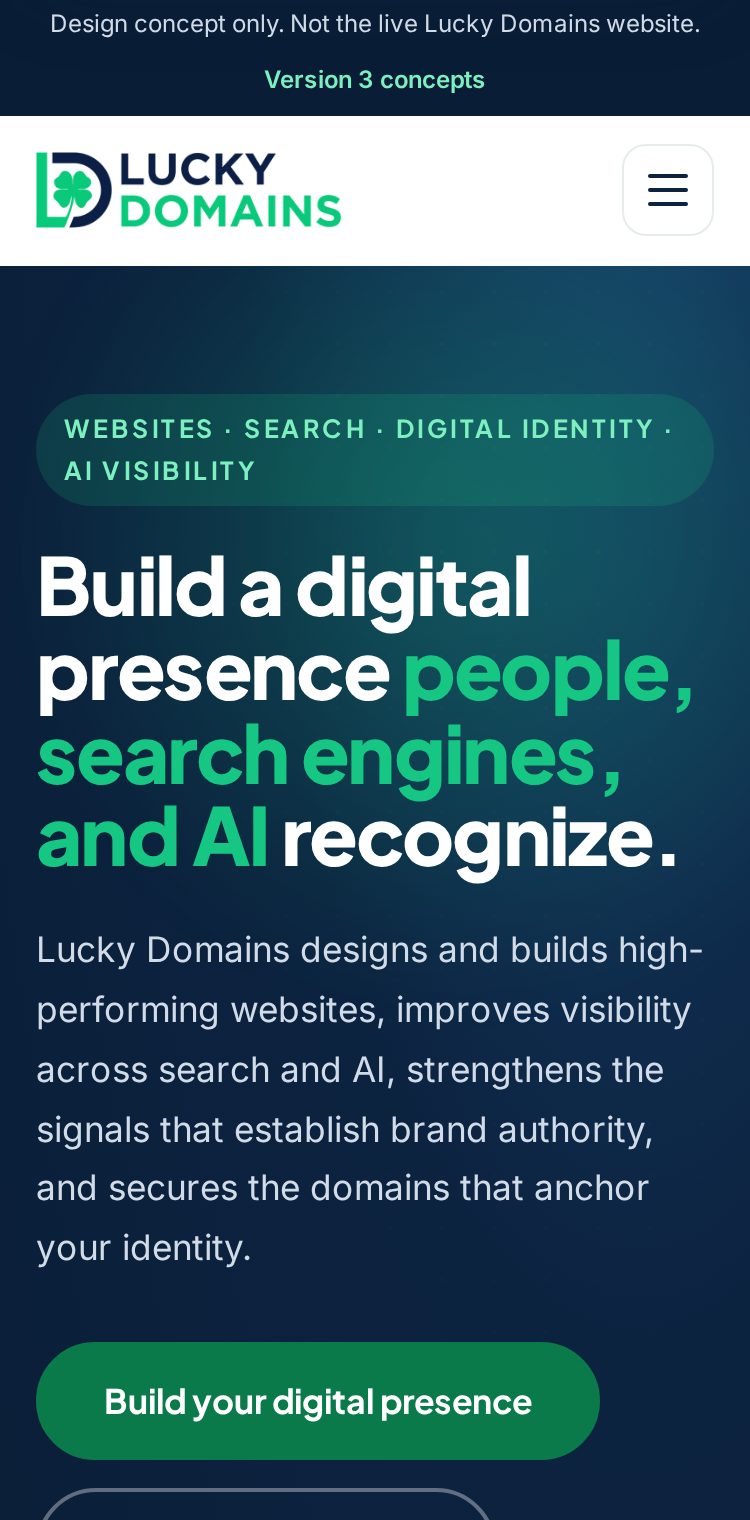 Design concept only. Not the live Lucky Domains website.
Version 3 concepts
LUCKY
DOMAINS
WEBSITES · SEARCH · DIGITAL IDENTITY ·
AI VISIBILITY
Build a digital
presence people,
search engines,
and AI recognize.
Lucky Domains designs and builds high-
performing websites, improves visibility
across search and AI, strengthens the
signals that establish brand authority,
and secures the domains that anchor
your identity.
Build your digital presence